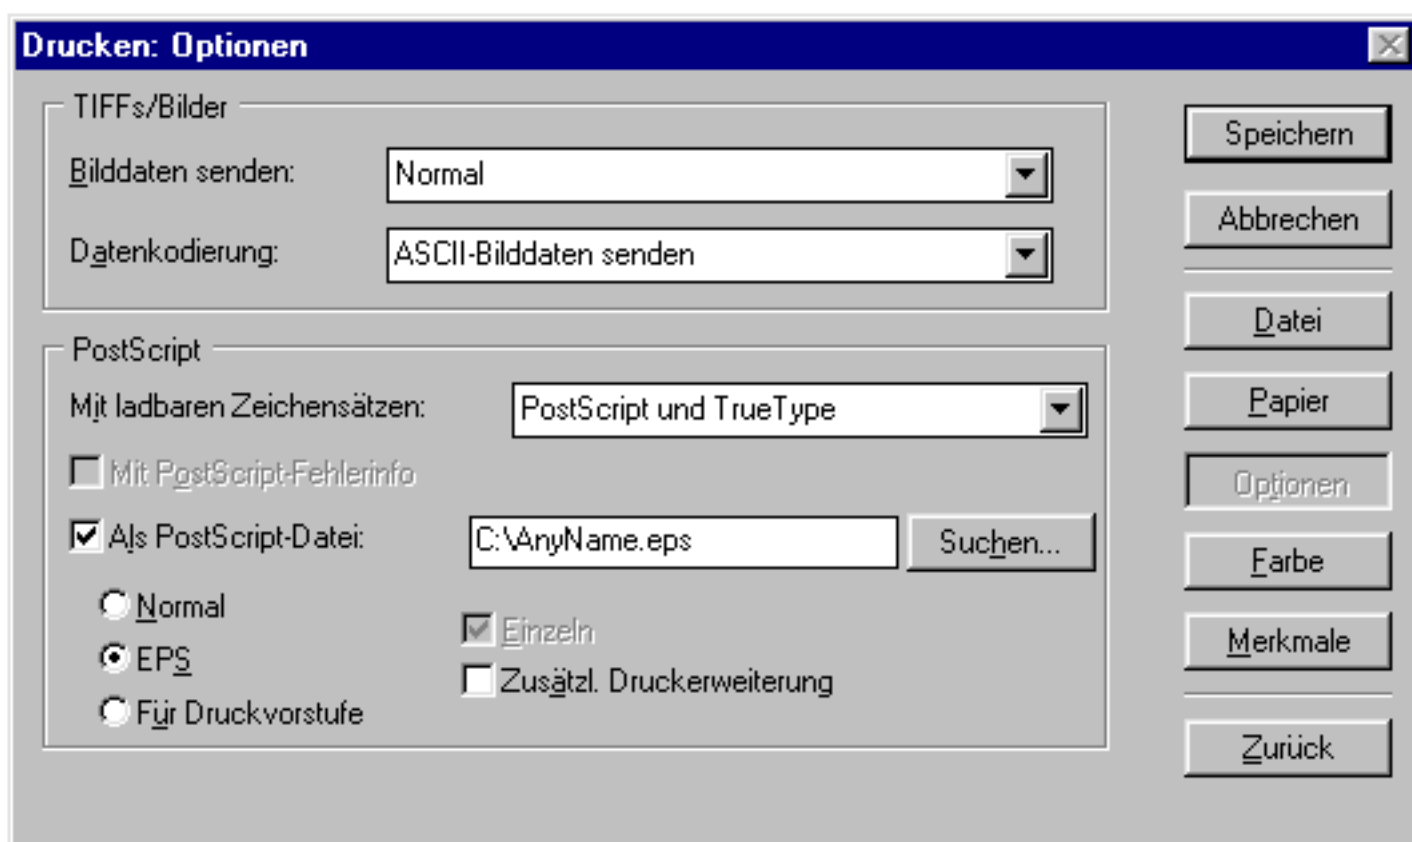 Drucken: Optionen
TIFFs/Bilder
Bilddaten senden: Normal
Datenkodierung: ASCII-Bilddaten senden
PostScript
Mit ladbaren Zeichensätzen: PostScript und TrueType
Mit PostScript-Fehlerinfo
Als PostScript-Datei: C:\AnyName.eps Suchen...
Normal
EPS
Für Druckvorstufe
Einzeln
Zusätzl. Druckerweiterung
Speichern
Abbrechen
Datei
Papier
Optionen
Farbe
Merkmale
Zurück